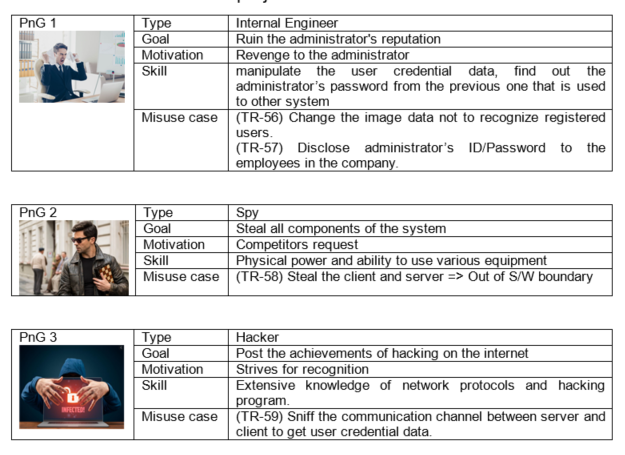 PnG 1
Type Internal Engineer
Goal Ruin the administrator's reputation
Motivation Revenge to the administrator
Skill manipulate the user credential data, find out the
administrator's password from the previous one that is used
to other system
Misuse case (TR-56) Change the image data not to recognize registered
users.
(TR-57) Disclose administrator's ID/Password to the
employees in the company.
PnG 2
Type Spy
Goal Steal all components of the system
Motivation Competitors request
Skill Physical power and ability to use various equipment
Misuse case (TR-58) Steal the client and server => Out of S/W boundary
PnG 3
INFECTED!
Type Hacker
Goal Post the achievements of hacking on the internet
Motivation Strives for recognition
Skill Extensive knowledge of network protocols and hacking
program.
Misuse case (TR-59) Sniff the communication channel between server and
client to get user credential data.